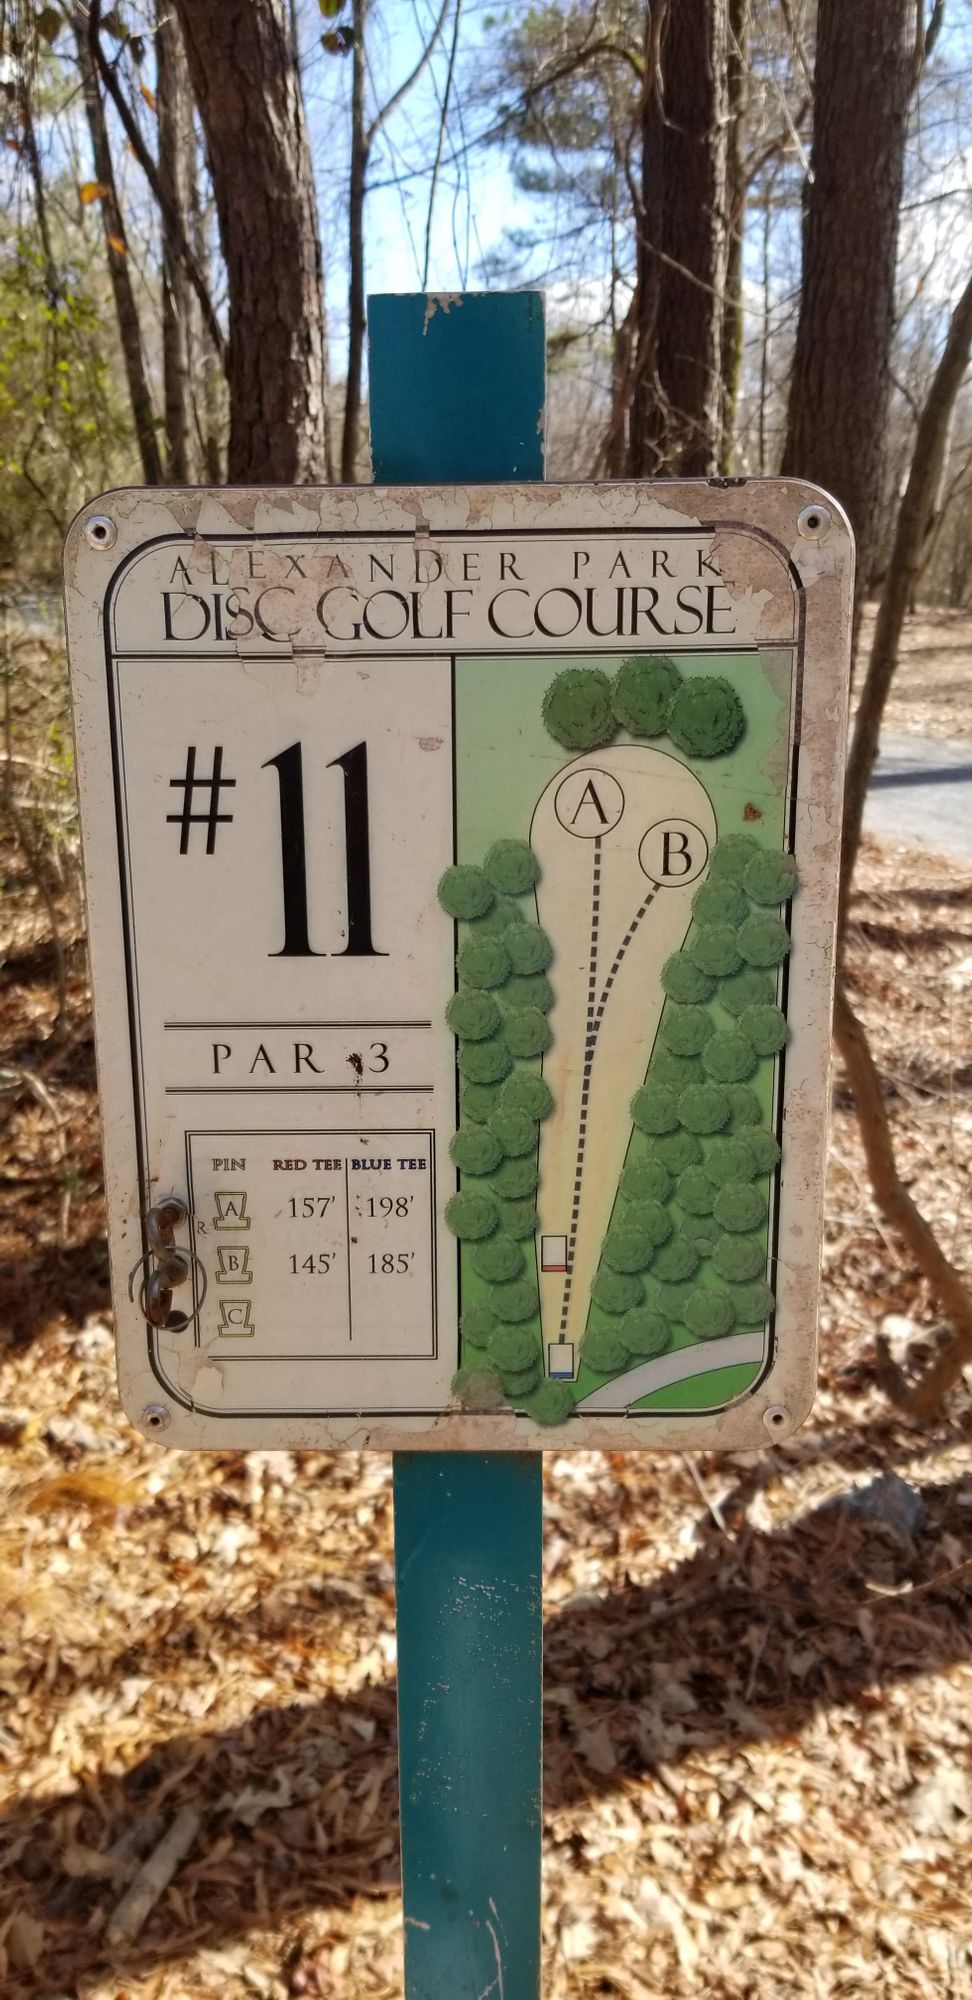 ALEXANDER PARK
DISC GOLF COURSE
#11
PAR 3
PIN RED TEE BLUE TEE
A 157' 198'
R
B 145' 185'
C
A
B